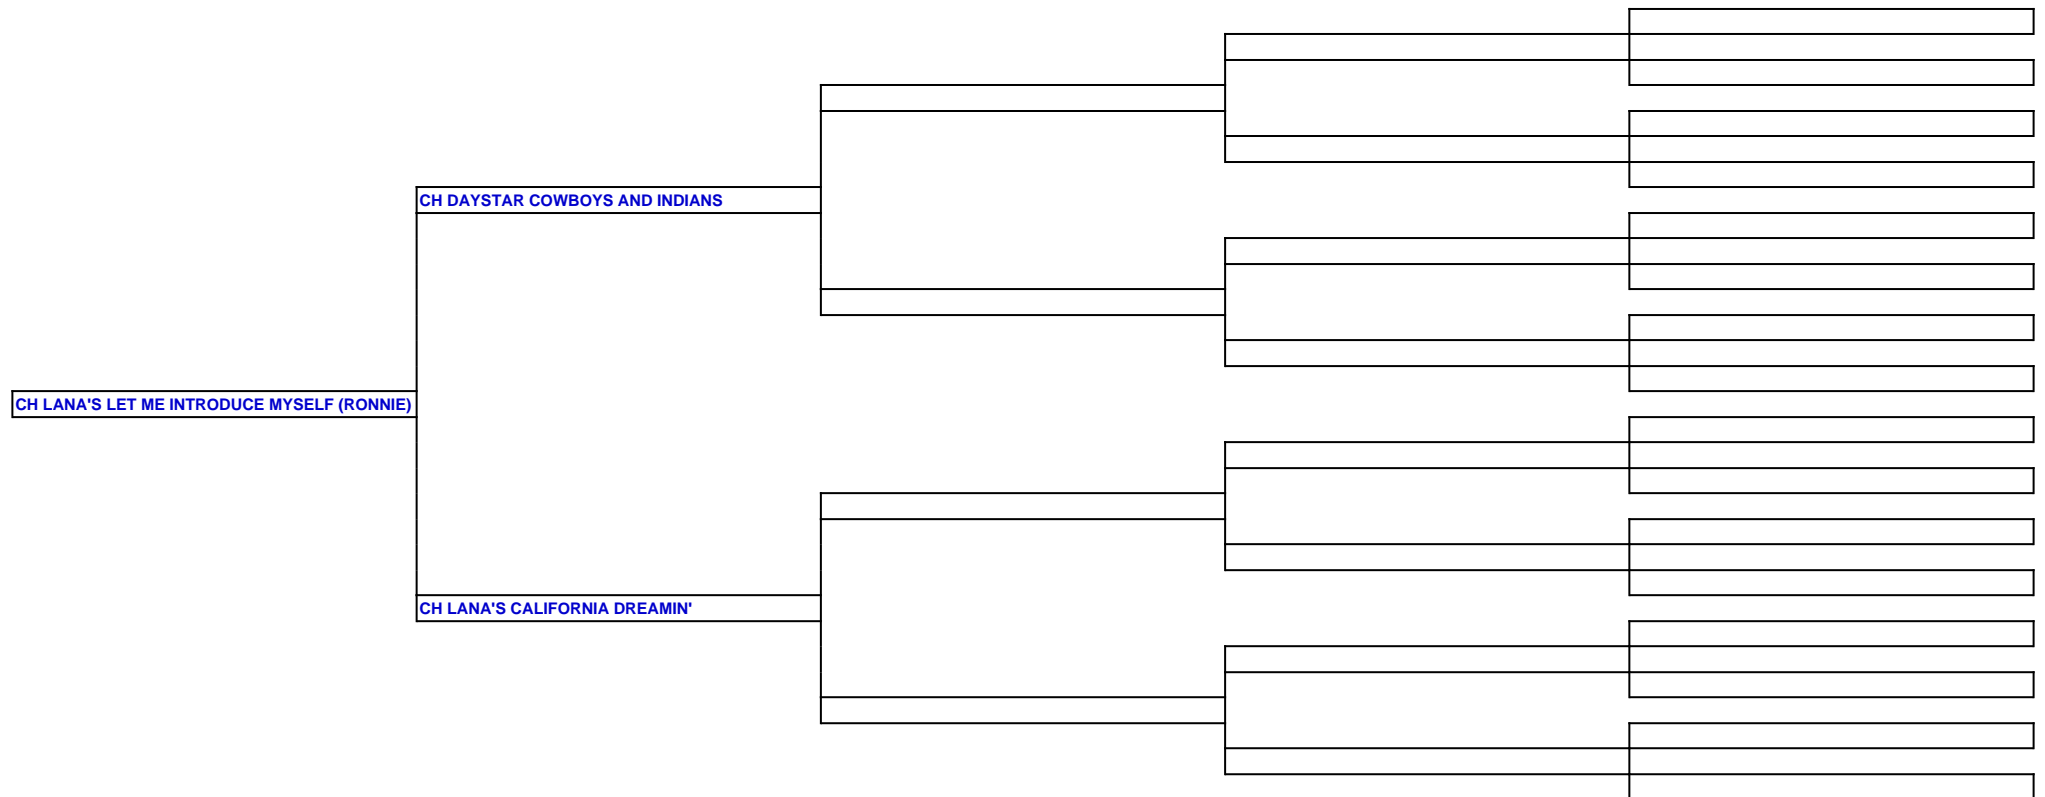 CH DAYSTAR COWBOYS AND INDIANS
CH LANA'S LET ME INTRODUCE MYSELF (RONNIE)
CH LANA'S CALIFORNIA DREAMIN'